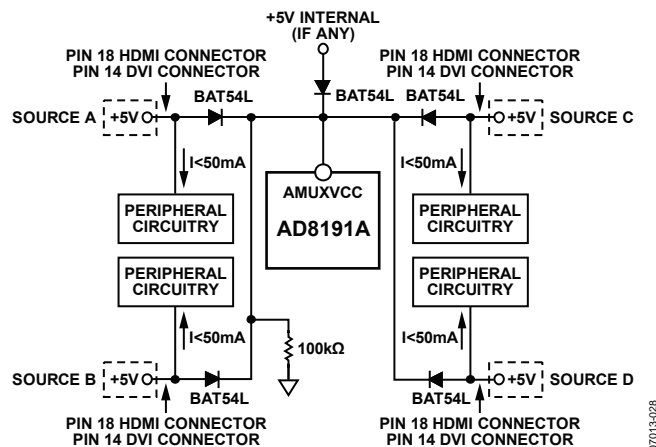 +5V INTERNAL
(IF ANY)
PIN 18 HDMI CONNECTOR
PIN 14 DVI CONNECTOR
PIN 18 HDMI CONNECTOR
PIN 14 DVI CONNECTOR
BAT54L
BAT54L
BAT54L
SOURCE A
+5V
+5V
SOURCE C
I<50mA
I<50mA
AMUXVCC
AD8191A
PERIPHERAL
CIRCUITRY
PERIPHERAL
CIRCUITRY
PERIPHERAL
CIRCUITRY
PERIPHERAL
CIRCUITRY
I<50mA
I<50mA
100kΩ
SOURCE B
+5V
+5V
SOURCE D
BAT54L
BAT54L
PIN 18 HDMI CONNECTOR
PIN 14 DVI CONNECTOR
PIN 18 HDMI CONNECTOR
PIN 14 DVI CONNECTOR
07013-028